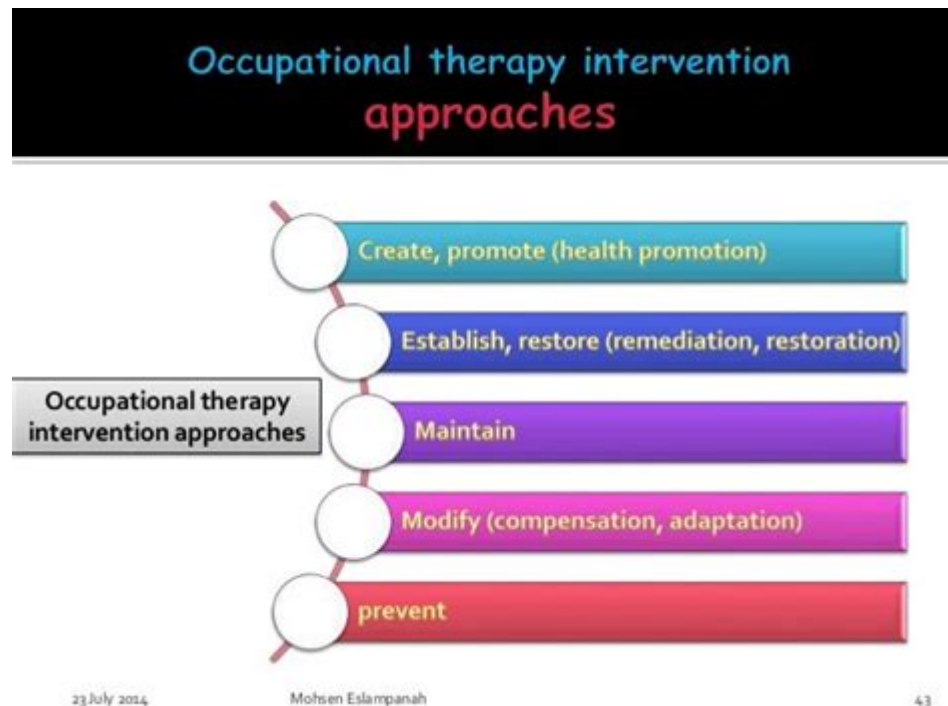 Occupational therapy intervention
approaches
Create, promote (health promotion)
Establish, restore (remediation, restoration)
Occupational therapy
intervention approaches
Maintain
Modify (compensation, adaptation)
prevent
23 July 2014
Mohsen Eslampanah
43